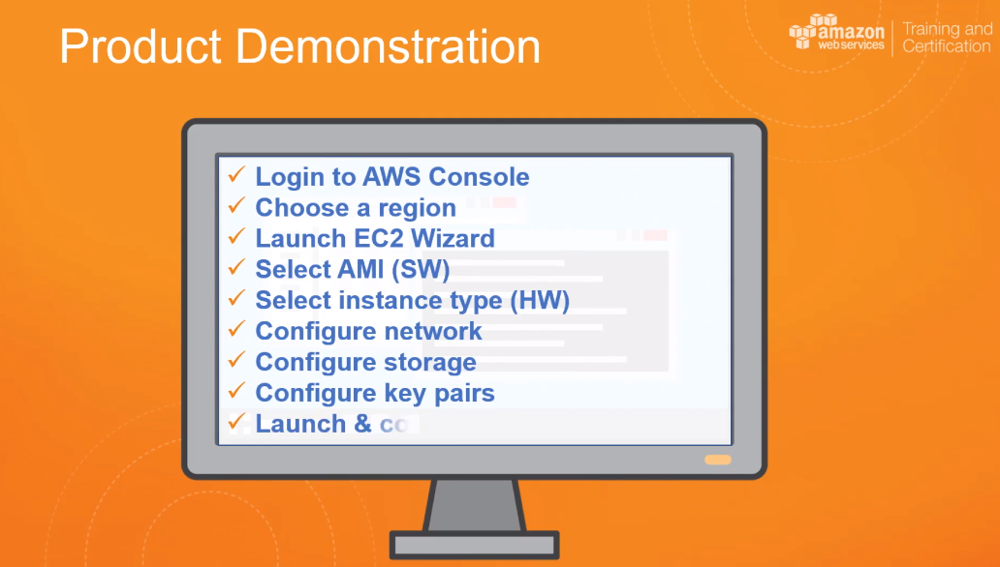 Product Demonstration
amazon
web services
Training and
Certification
✓ Login to AWS Console
✓ Choose a region
✓ Launch EC2 Wizard
✓ Select AMI (SW)
✓ Select instance type (HW)
✓ Configure network
✓ Configure storage
✓ Configure key pairs
✓ Launch & co